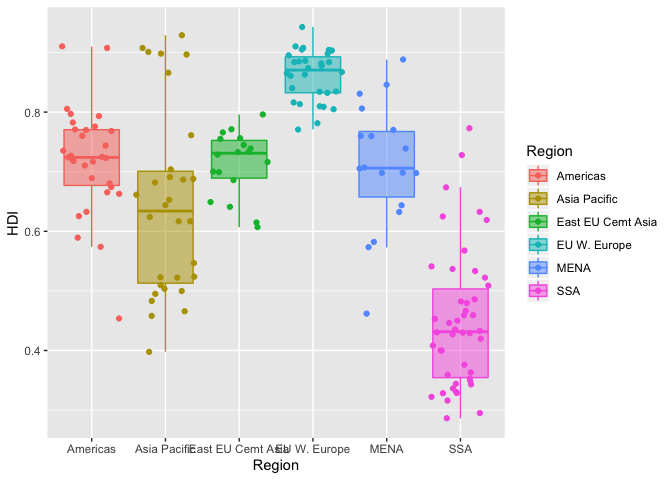 HDI
0.8
0.6
0.4
Americas
Asia Pacific
East EU Cemt Asia
EU W. Europe
MENA
SSA
Region
Region
Americas
Asia Pacific
East EU Cemt Asia
EU W. Europe
MENA
SSA